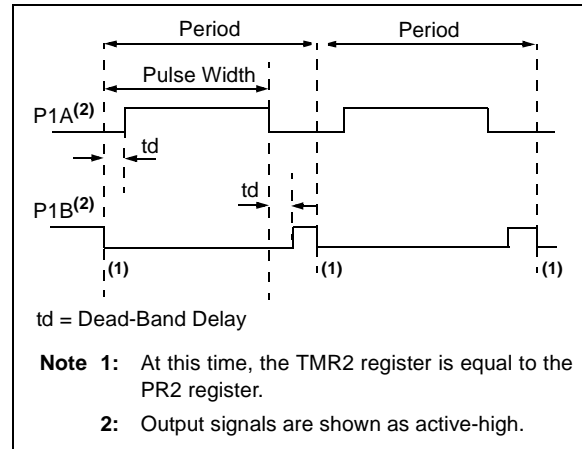 Period Period
Pulse Width
P1A(2)
td
td
P1B(2)
(1) (1) (1)
td = Dead-Band Delay
Note 1: At this time, the TMR2 register is equal to the
PR2 register.
2: Output signals are shown as active-high.